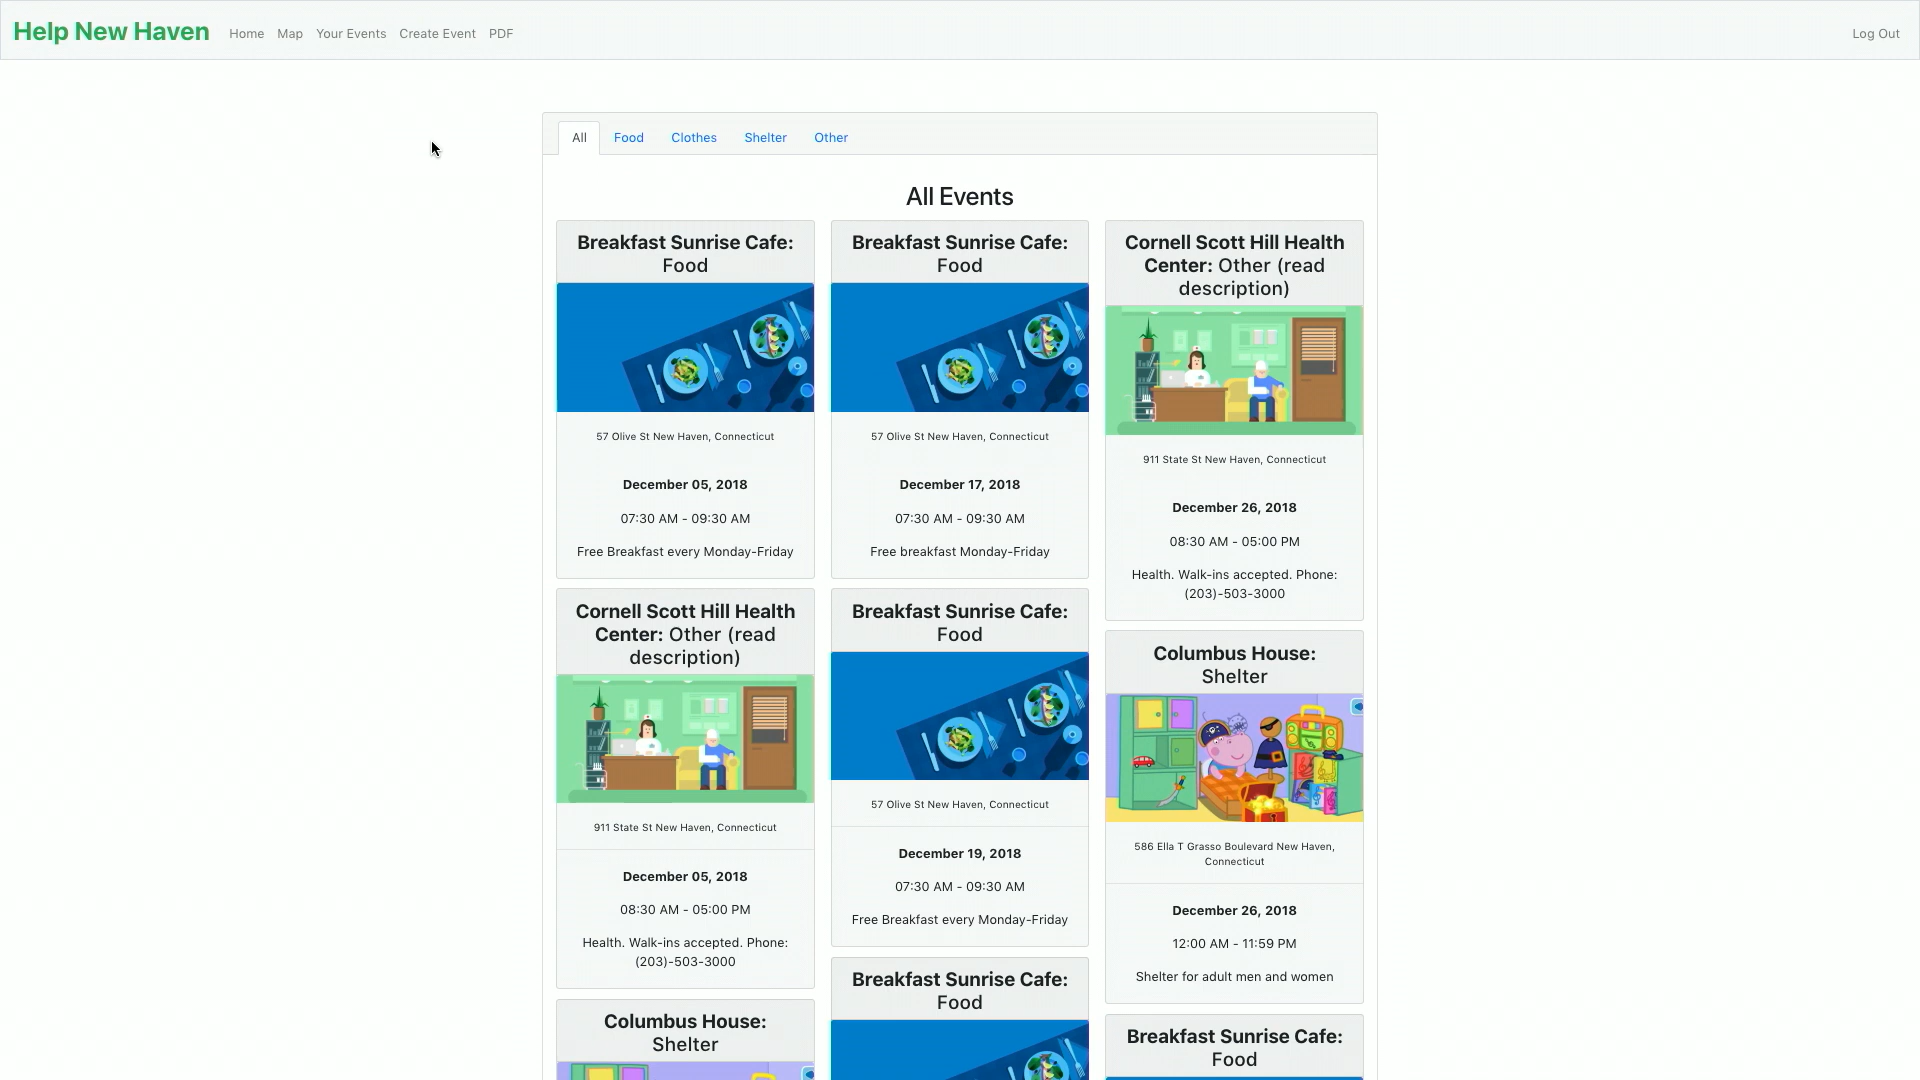 Help New Haven
Home
Map
Your Events
Create Event
PDF
Log Out
All
Food
Clothes
Shelter
Other
All Events
Breakfast Sunrise Cafe:
Food
57 Olive St New Haven, Connecticut
December 05, 2018
07:30 AM - 09:30 AM
Free Breakfast every Monday-Friday
Cornell Scott Hill Health
Center: Other (read
description)
911 State St New Haven, Connecticut
December 05, 2018
08:30 AM - 05:00 PM
Health. Walk-ins accepted. Phone:
(203)-503-3000
Columbus House:
Shelter
Breakfast Sunrise Cafe:
Food
57 Olive St New Haven, Connecticut
December 17, 2018
07:30 AM - 09:30 AM
Free breakfast Monday-Friday
Breakfast Sunrise Cafe:
Food
57 Olive St New Haven, Connecticut
December 19, 2018
07:30 AM - 09:30 AM
Free Breakfast every Monday-Friday
Breakfast Sunrise Cafe:
Food
Cornell Scott Hill Health
Center: Other (read
description)
911 State St New Haven, Connecticut
December 26, 2018
08:30 AM - 05:00 PM
Health. Walk-ins accepted. Phone:
(203)-503-3000
Columbus House:
Shelter
586 Ella T Grasso Boulevard New Haven,
Connecticut
December 26, 2018
12:00 AM - 11:59 PM
Shelter for adult men and women
Breakfast Sunrise Cafe:
Food